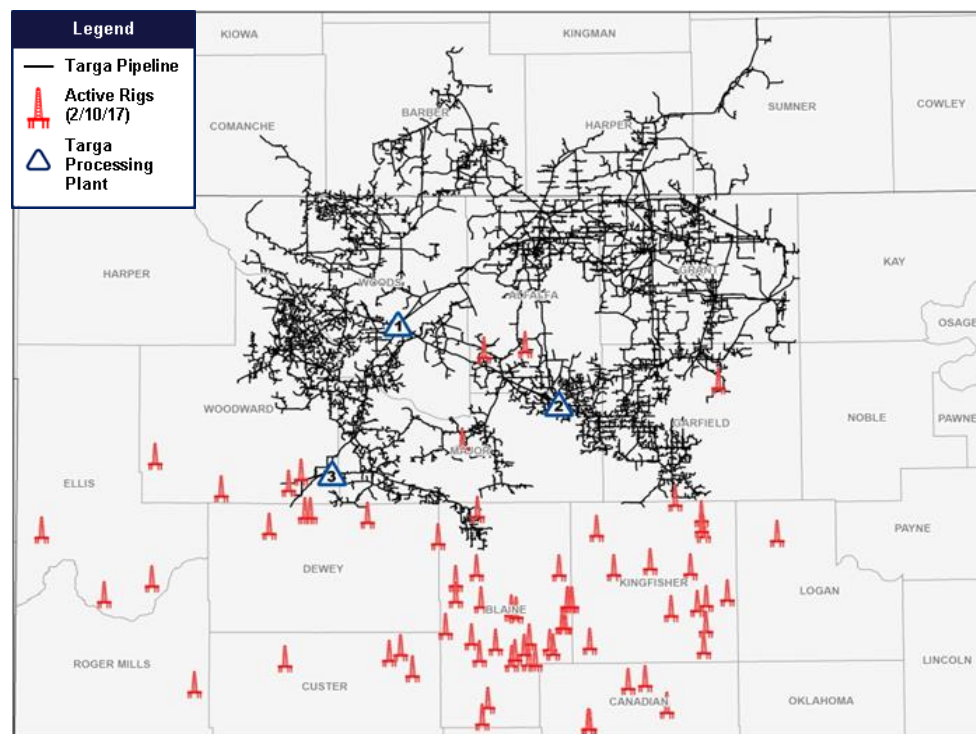 Legend
Targa Pipeline
Active Rigs
(2/10/17)
Targa
Processing
Plant
KIOWA
KINGMAN
BARBER
HARPER
SUMNER
COWLEY
COMANCHE
HARPER
WOODS
ALFALFA
GRANT
KAY
OSAGE
1
2
3
WOODWARD
MAJOR
GARFIELD
NOBLE
PAWNE
ELLIS
DEWEY
BLAINE
KINGFISHER
PAYNE
LOGAN
ROGER MILLS
CUSTER
CANADIAN
OKLAHOMA
LINCOLN